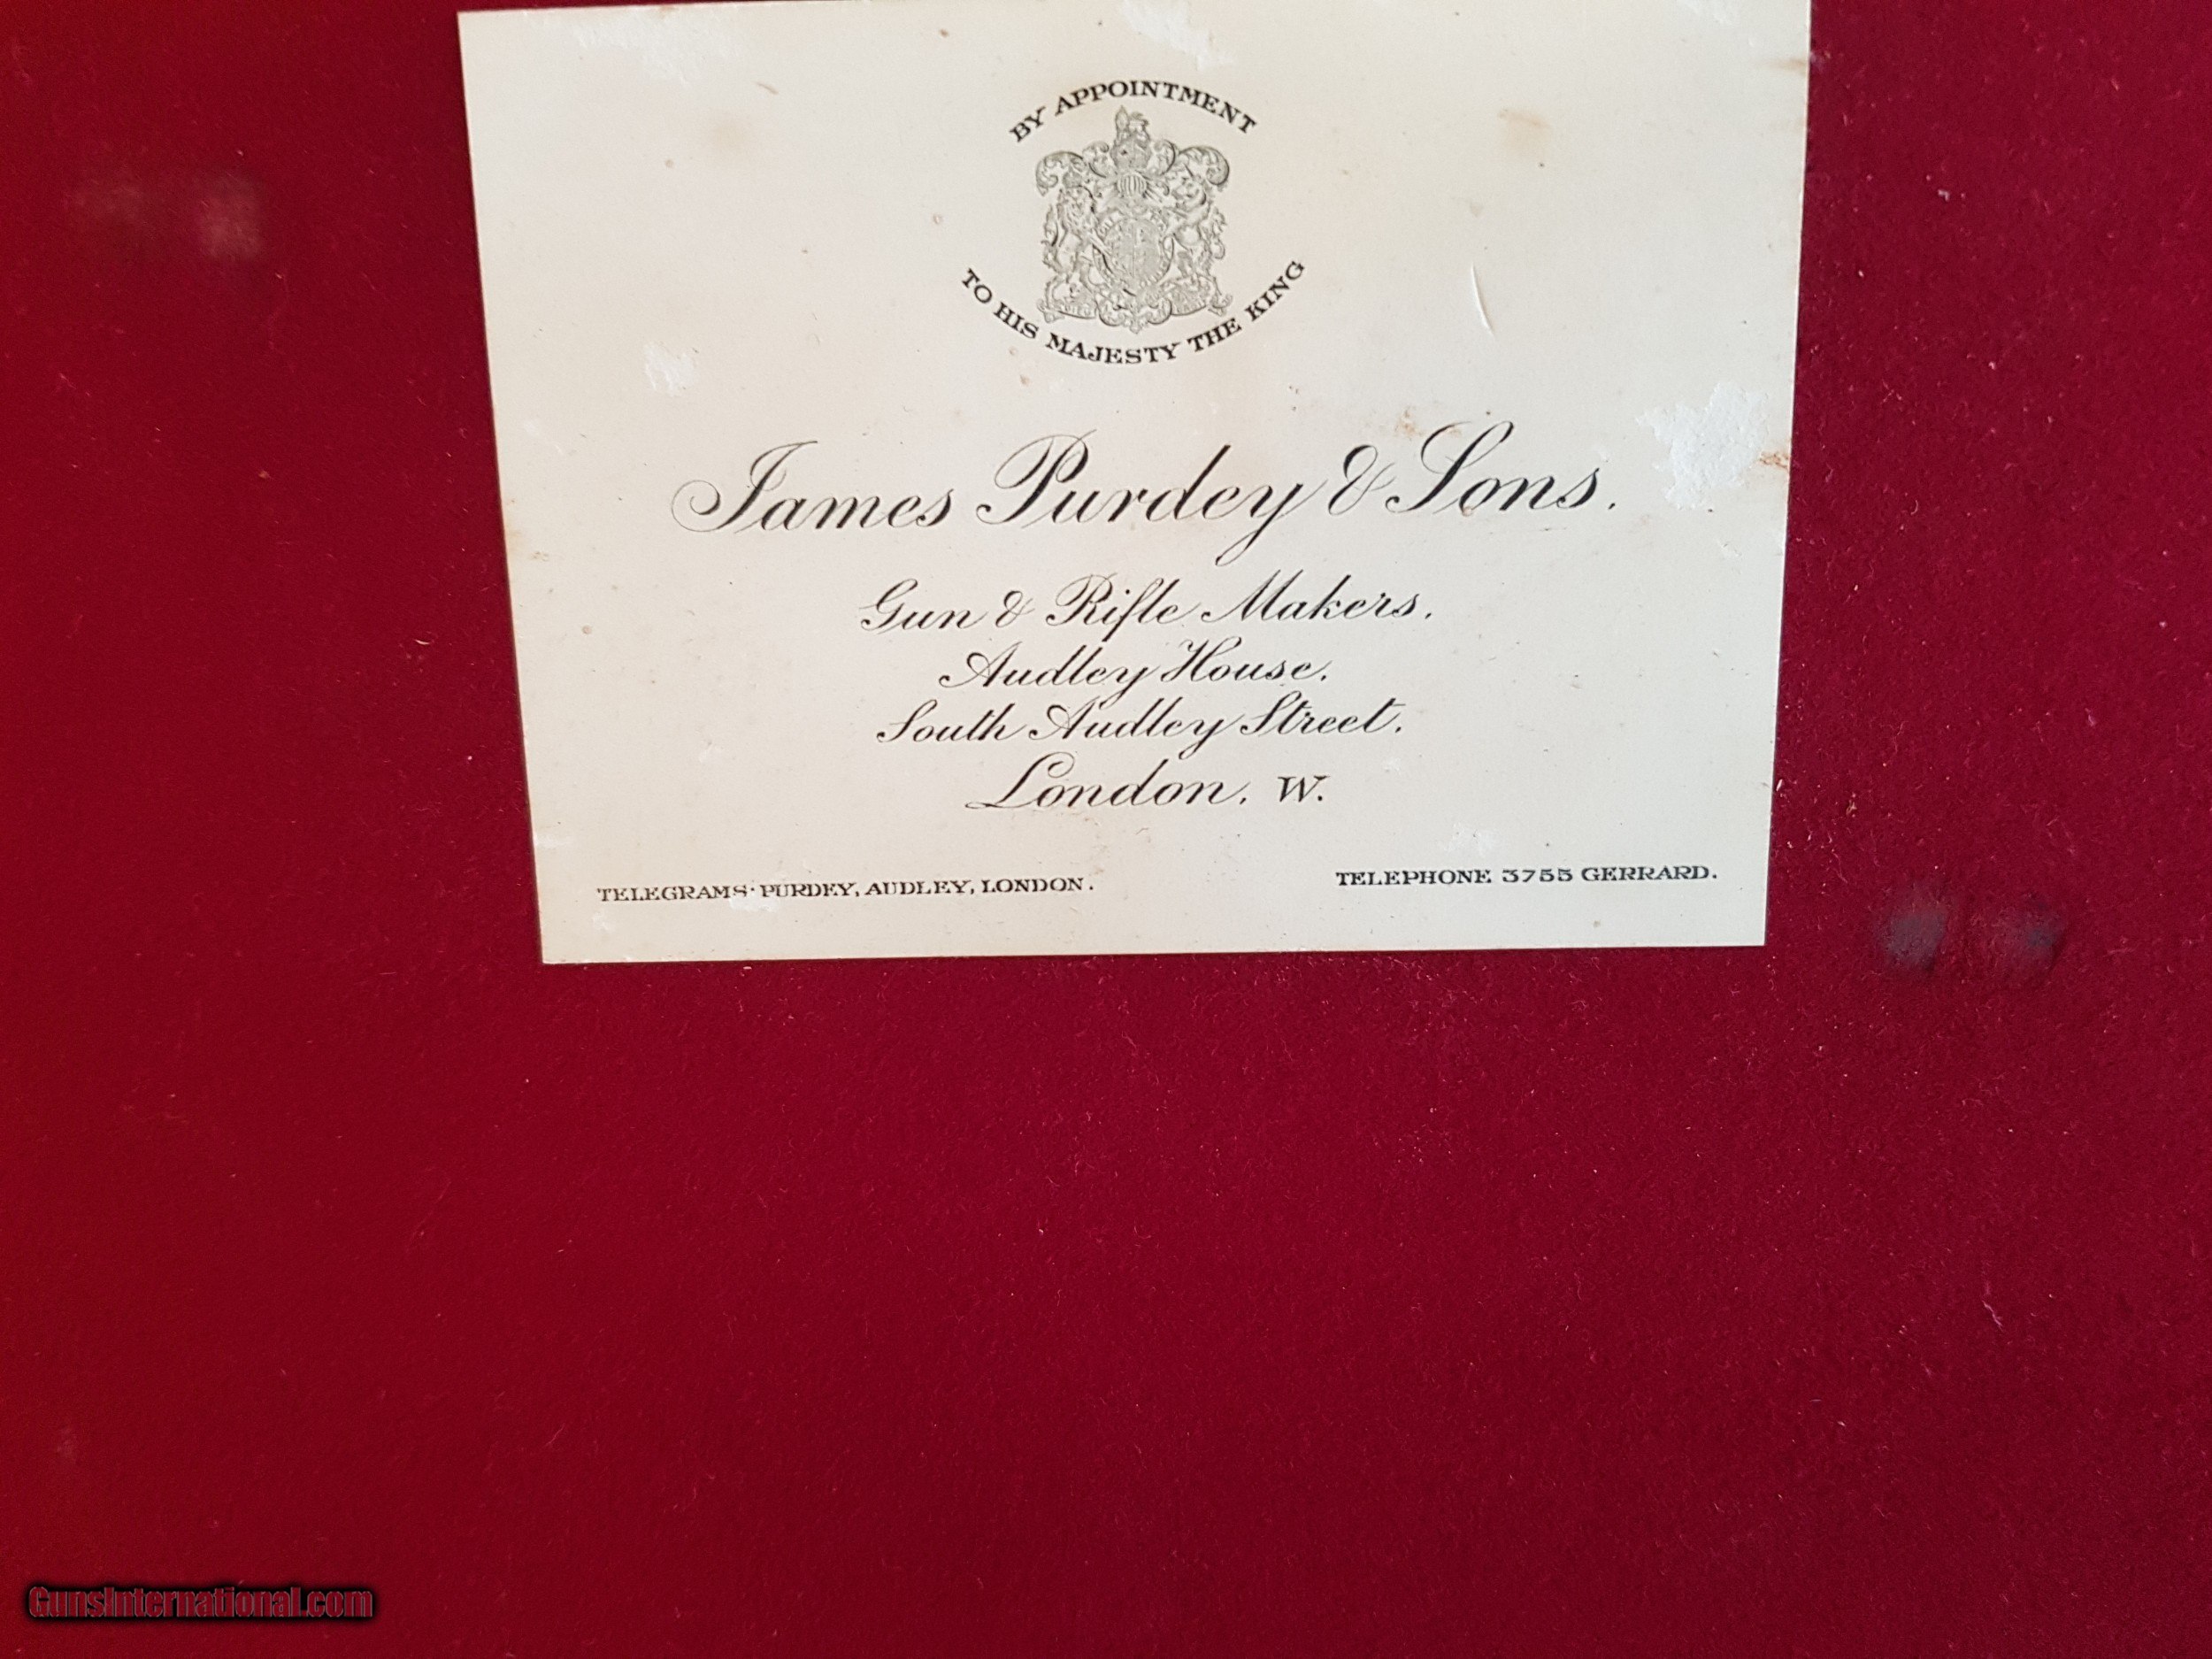 BY APPOINTMENT
TO HIS MAJESTY THE KING
James Purdey & Sons.
Gun & Rifle Makers.
Audley House.
South Audley Street.
London. W.
TELEGRAMS: PURDEY, AUDLEY, LONDON.
TELEPHONE 3755 GERRARD.
GunsInternational.com